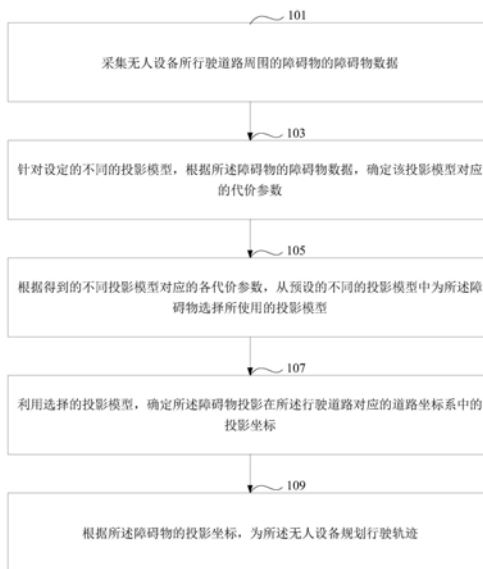 101
采集无人设备所行驶道路周围的障碍物的障碍物数据
103
针对设定的不同的投影模型，根据所述障碍物的障碍物数据，确定该投影模型对应
的代价参数
105
根据得到的不同投影模型对应的各代价参数，从预设的不同的投影模型中为所述障
碍物选择所使用的投影模型
107
利用选择的投影模型，确定所述障碍物投影在所述行驶道路对应的道路坐标系中的
投影坐标
109
根据所述障碍物的投影坐标，为所述无人设备规划行驶轨迹